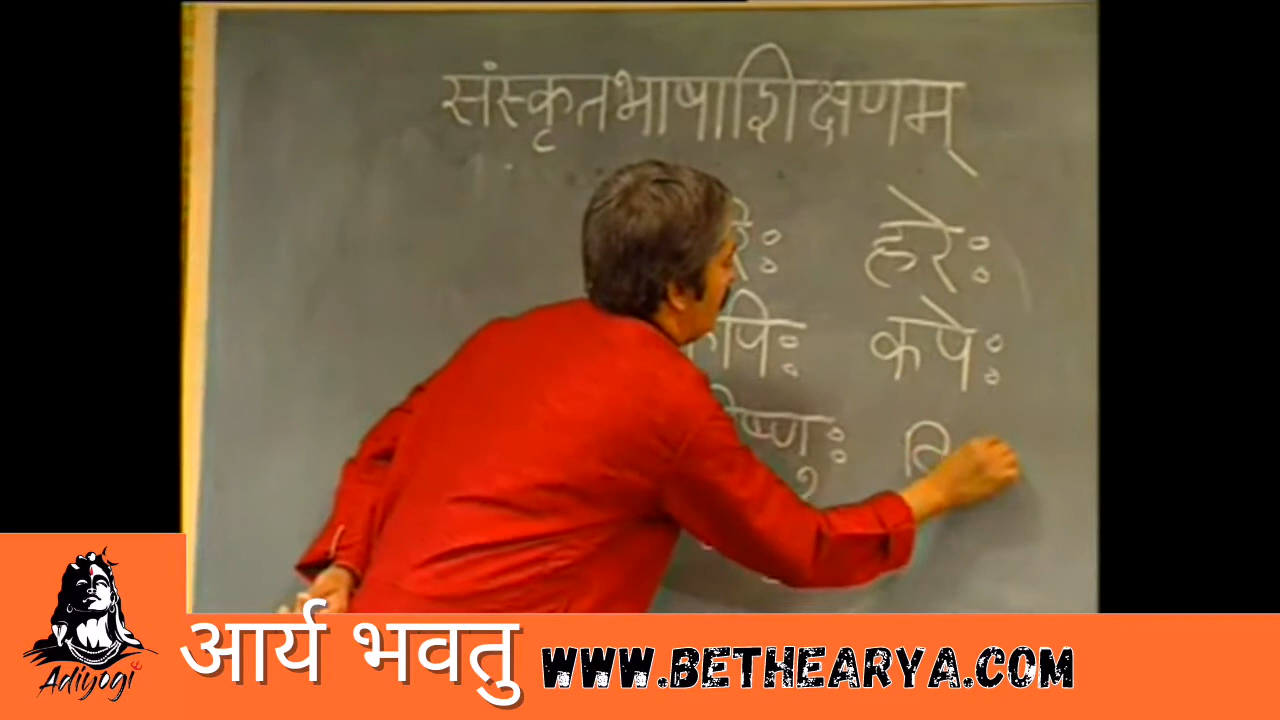 संस्कृतभाषाशिक्षणम्
हरेः
कपिः कपेः
विष्णुः वि
Adiyogi
आर्य भवतु WWW.BETHEARYA.COM